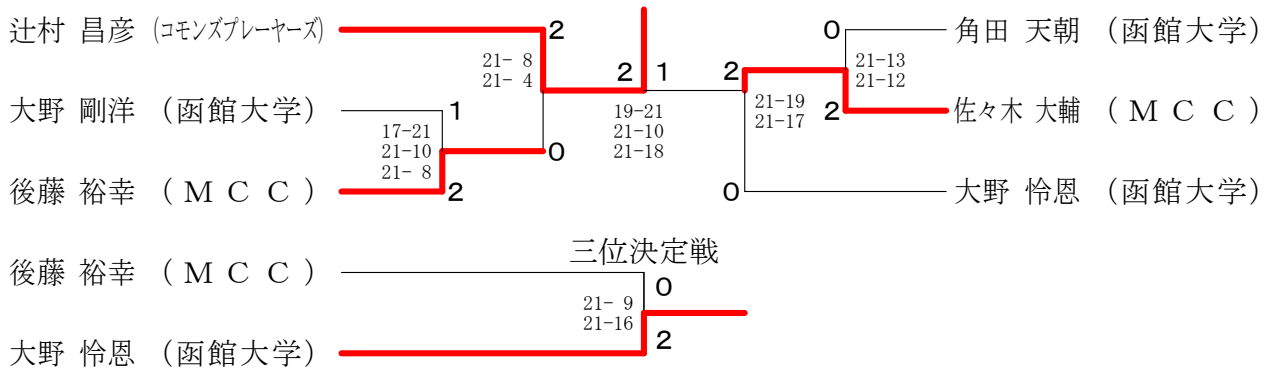 辻村 昌彦 (コモンズプレーヤーズ)
2
21- 8
21- 4
大野 剛洋 (函館大学)
1
17-21
21-10
21- 8
0
後藤 裕幸 (ＭＣＣ)
2
2 1
19-21
21-10
21-18
2
21-19
21-17
0
0
角田 天朝 (函館大学)
21-13
21-12
2
佐々木 大輔 (ＭＣＣ)
大野 怜恩 (函館大学)
三位決定戦
後藤 裕幸 (ＭＣＣ)
0
21- 9
21-16
2
大野 怜恩 (函館大学)